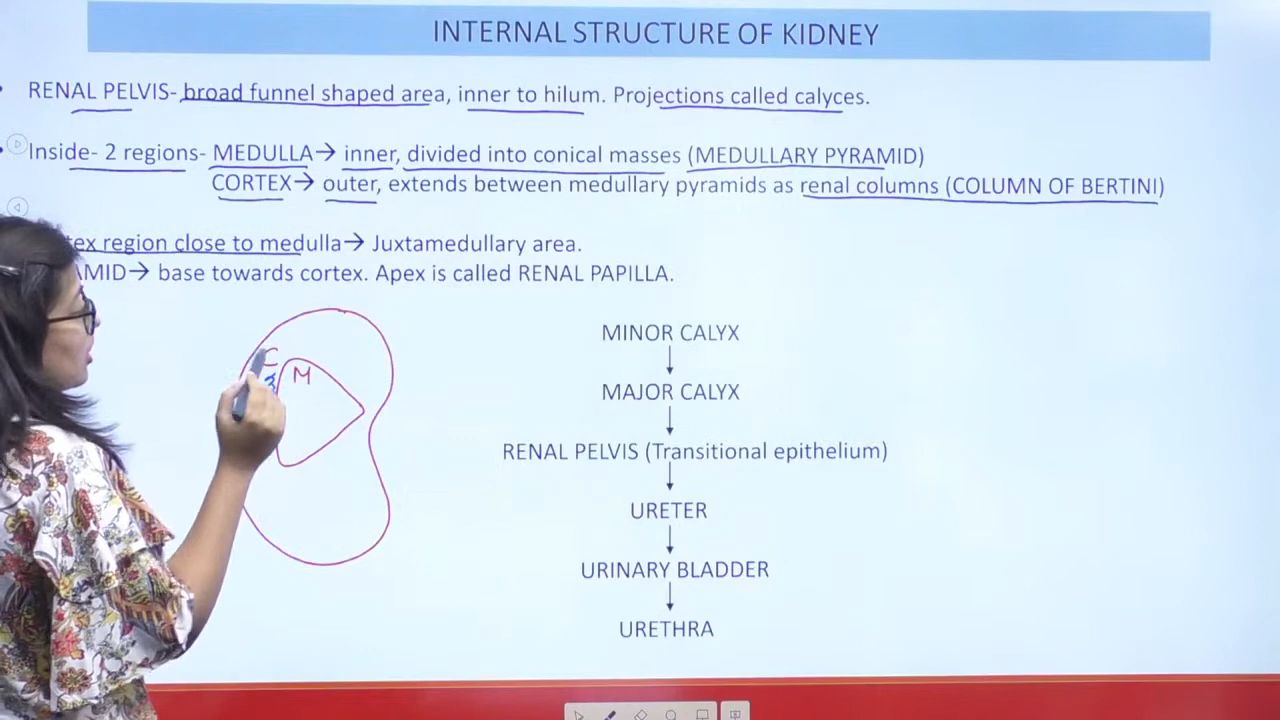 INTERNAL STRUCTURE OF KIDNEY
RENAL PELVIS- broad funnel shaped area, inner to hilum. Projections called calyces.
Inside- 2 regions- MEDULLA→ inner, divided into conical masses (MEDULLARY PYRAMID)
CORTEX→ outer, extends between medullary pyramids as renal columns (COLUMN OF BERTINI)
region close to medulla→ Juxtamedullary area.
→ base towards cortex. Apex is called RENAL PAPILLA.
C
M
MINOR CALYX
↓
MAJOR CALYX
↓
RENAL PELVIS (Transitional epithelium)
↓
URETER
↓
URINARY BLADDER
↓
URETHRA